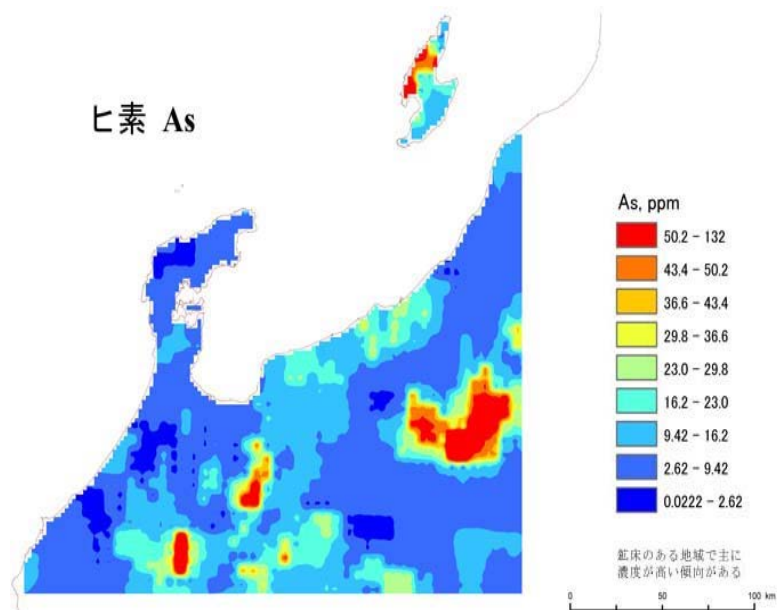 ヒ素 As
As, ppm
50.2 - 132
43.4 - 50.2
36.6 - 43.4
29.8 - 36.6
23.0 - 29.8
16.2 - 23.0
9.42 - 16.2
2.62 - 9.42
0.0222 - 2.62
鉱床のある地域で主に
濃度が高い傾向がある
0 50 100 km